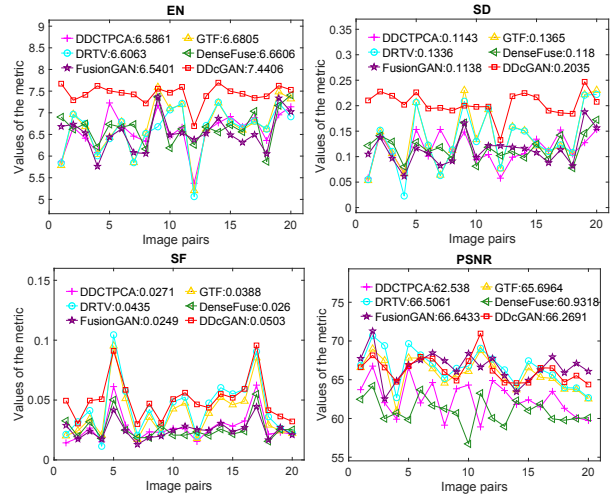 EN
DDCTPCA:6.5861
GTF:6.6805
DRTV:6.6063
DenseFuse:6.6606
FusionGAN:6.5401
DDcGAN:7.4406
Values of the metric
9
8.5
8
7.5
7
6.5
6
5.5
5
0 5 10 15 20
Image pairs
SD
DDCTPCA:0.1143
GTF:0.1365
DRTV:0.1336
DenseFuse:0.118
FusionGAN:0.1138
DDcGAN:0.2035
Values of the metric
0.35
0.3
0.25
0.2
0.15
0.1
0.05
0
0 5 10 15 20
Image pairs
SF
DDCTPCA:0.0271
GTF:0.0388
DRTV:0.0435
DenseFuse:0.026
FusionGAN:0.0249
DDcGAN:0.0503
Values of the metric
0.1
0.05
0
0 5 10 15 20
Image pairs
PSNR
DDCTPCA:62.538
GTF:65.6964
DRTV:66.5061
DenseFuse:60.9318
FusionGAN:66.6433
DDcGAN:66.2691
Values of the metric
75
70
65
60
55
0 5 10 15 20
Image pairs